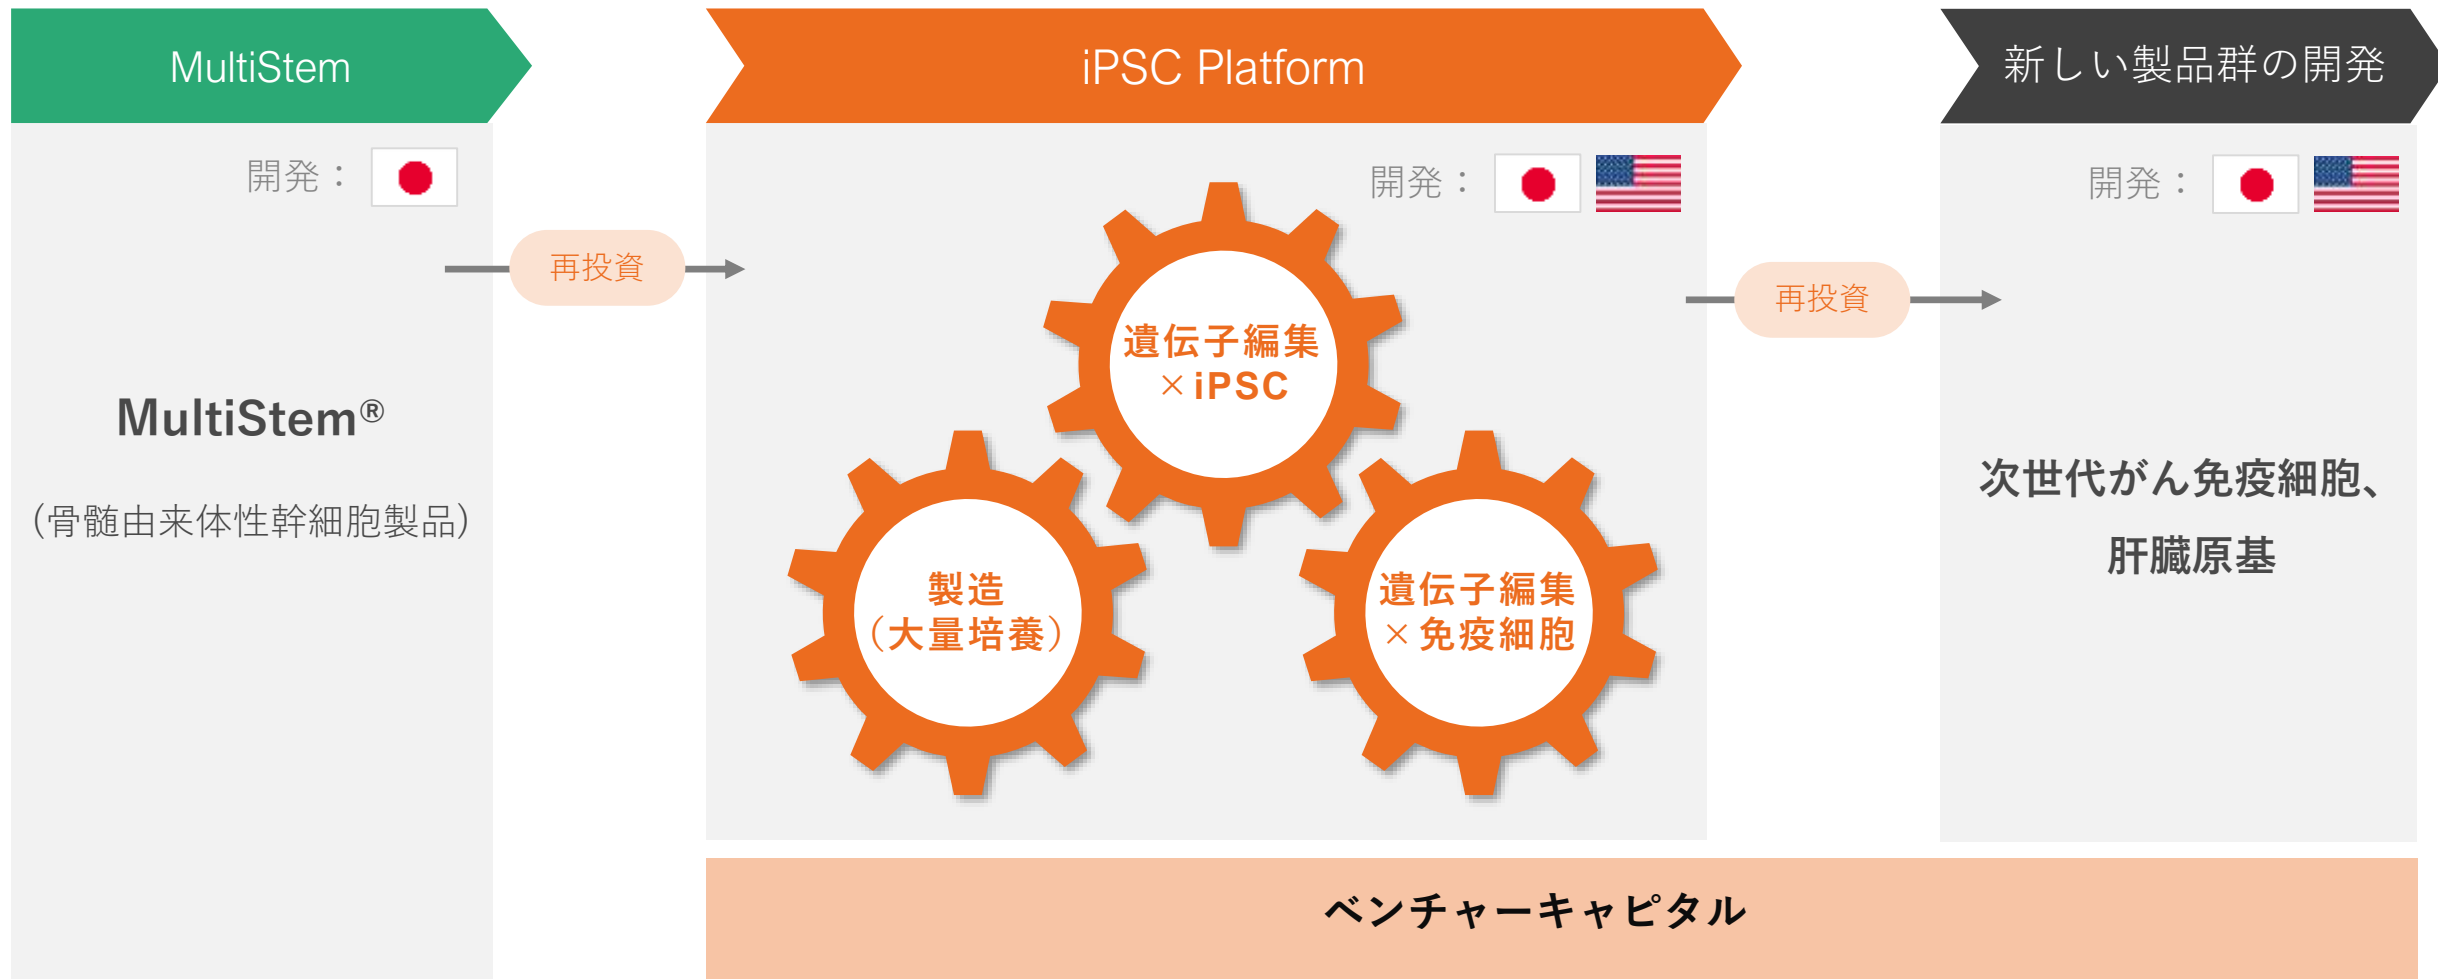 MultiStem
開発：
MultiStem®
(骨髄由来体性幹細胞製品)
再投資
iPSC Platform
開発：
遺伝子編集
×iPSC
製造
（大量培養）
遺伝子編集
×免疫細胞
再投資
新しい製品群の開発
開発：
次世代がん免疫細胞、
肝臓原基
ベンチャーキャピタル